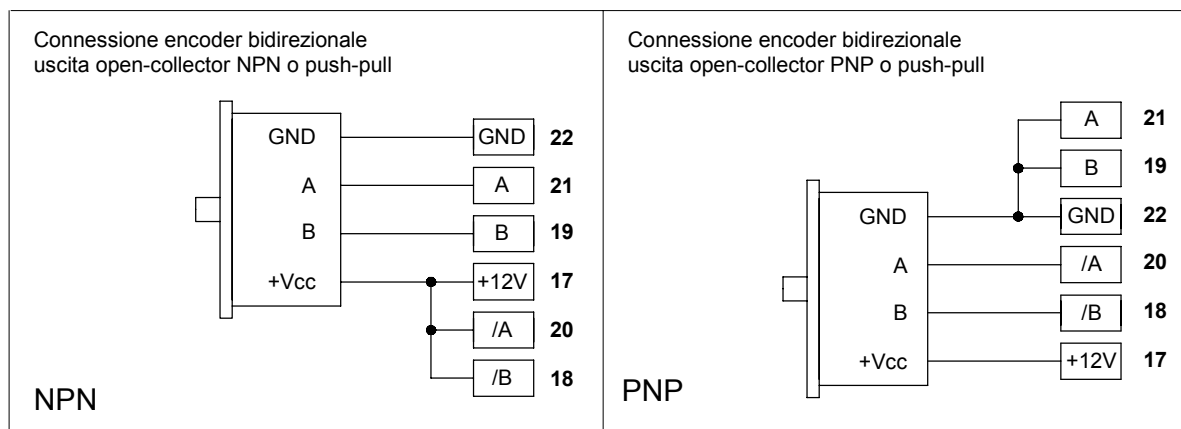 Connessione encoder bidirezionale
uscita open-collector NPN o push-pull
GND GND 22
A A 21
B B 19
+Vcc +12V 17
/A 20
/B 18
NPN
Connessione encoder bidirezionale
uscita open-collector PNP o push-pull
A 21
B 19
GND GND 22
A /A 20
B /B 18
+Vcc +12V 17
PNP